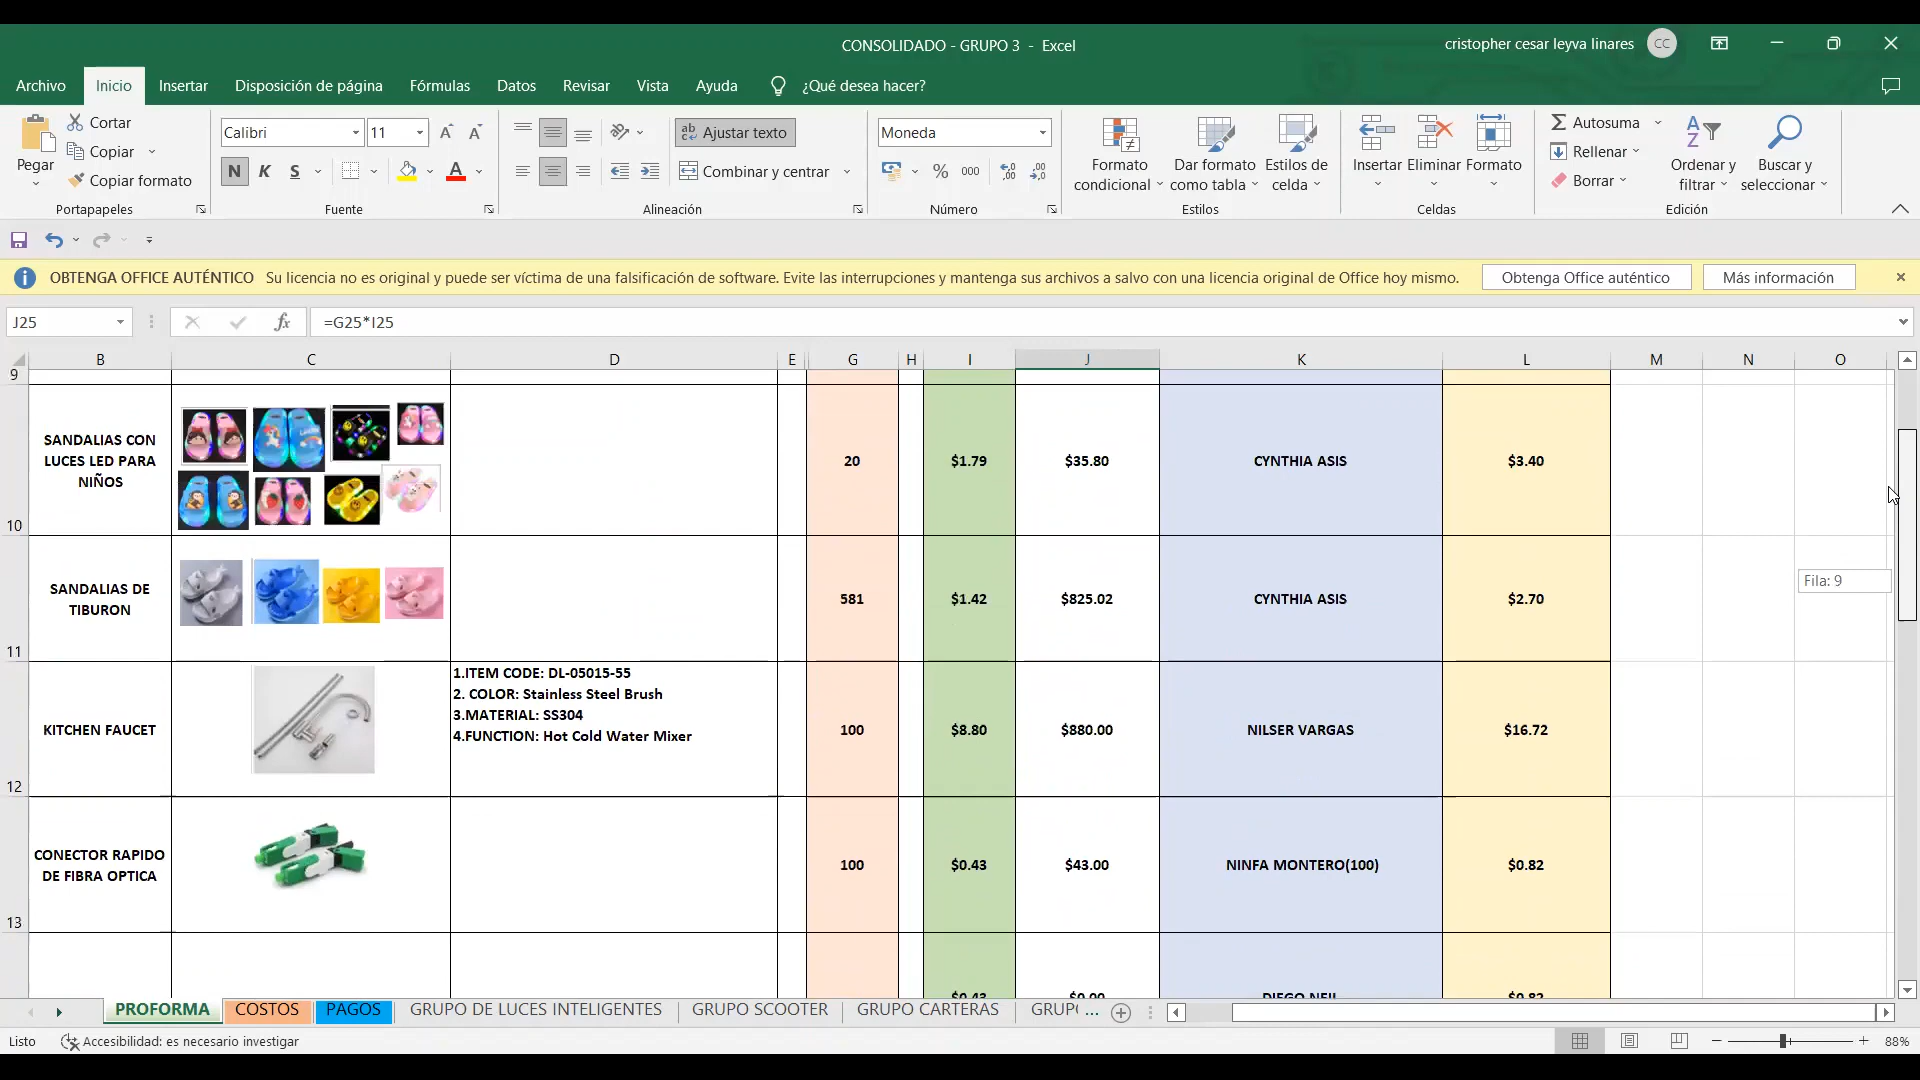 CONSOLIDADO - GRUPO 3 - Excel
cristopher cesar leyva linares CC
Archivo Inicio Insertar Disposición de página Fórmulas Datos Revisar Vista Ayuda ¿Qué desea hacer?
Pegar
Cortar
Copiar
Copiar formato
Portapapeles
Calibri 11
N K S
Fuente
Ajustar texto
Combinar y centrar
Alineación
Moneda
% 000
Número
Formato condicional
Dar formato como tabla
Estilos de celda
Estilos
Insertar Eliminar Formato
Celdas
Autosuma
Rellenar
Borrar
Ordenar y filtrar
Buscar y seleccionar
Edición
OBTENGA OFFICE AUTÉNTICO Su licencia no es original y puede ser víctima de una falsificación de software. Evite las interrupciones y mantenga sus archivos a salvo con una licencia original de Office hoy mismo. Obtenga Office auténtico Más información
J25 fx =G25*I25
B C D E G H I J K L M N O
9
SANDALIAS CON
LUCES LED PARA
NIÑOS
20 $1.79 $35.80 CYNTHIA ASIS $3.40
10
Fila: 9
SANDALIAS DE
TIBURON
581 $1.42 $825.02 CYNTHIA ASIS $2.70
11
1.ITEM CODE: DL-05015-55
2. COLOR: Stainless Steel Brush
3.MATERIAL: SS304
4.FUNCTION: Hot Cold Water Mixer
KITCHEN FAUCET 100 $8.80 $880.00 NILSER VARGAS $16.72
12
CONECTOR RAPIDO
DE FIBRA OPTICA
100 $0.43 $43.00 NINFA MONTERO(100) $0.82
13
$0.43 $0.00 DIEGO NEIL $0.82
PROFORMA COSTOS PAGOS GRUPO DE LUCES INTELIGENTES GRUPO SCOOTER GRUPO CARTERAS GRUPO ...
Listo Accesibilidad: es necesario investigar 88%